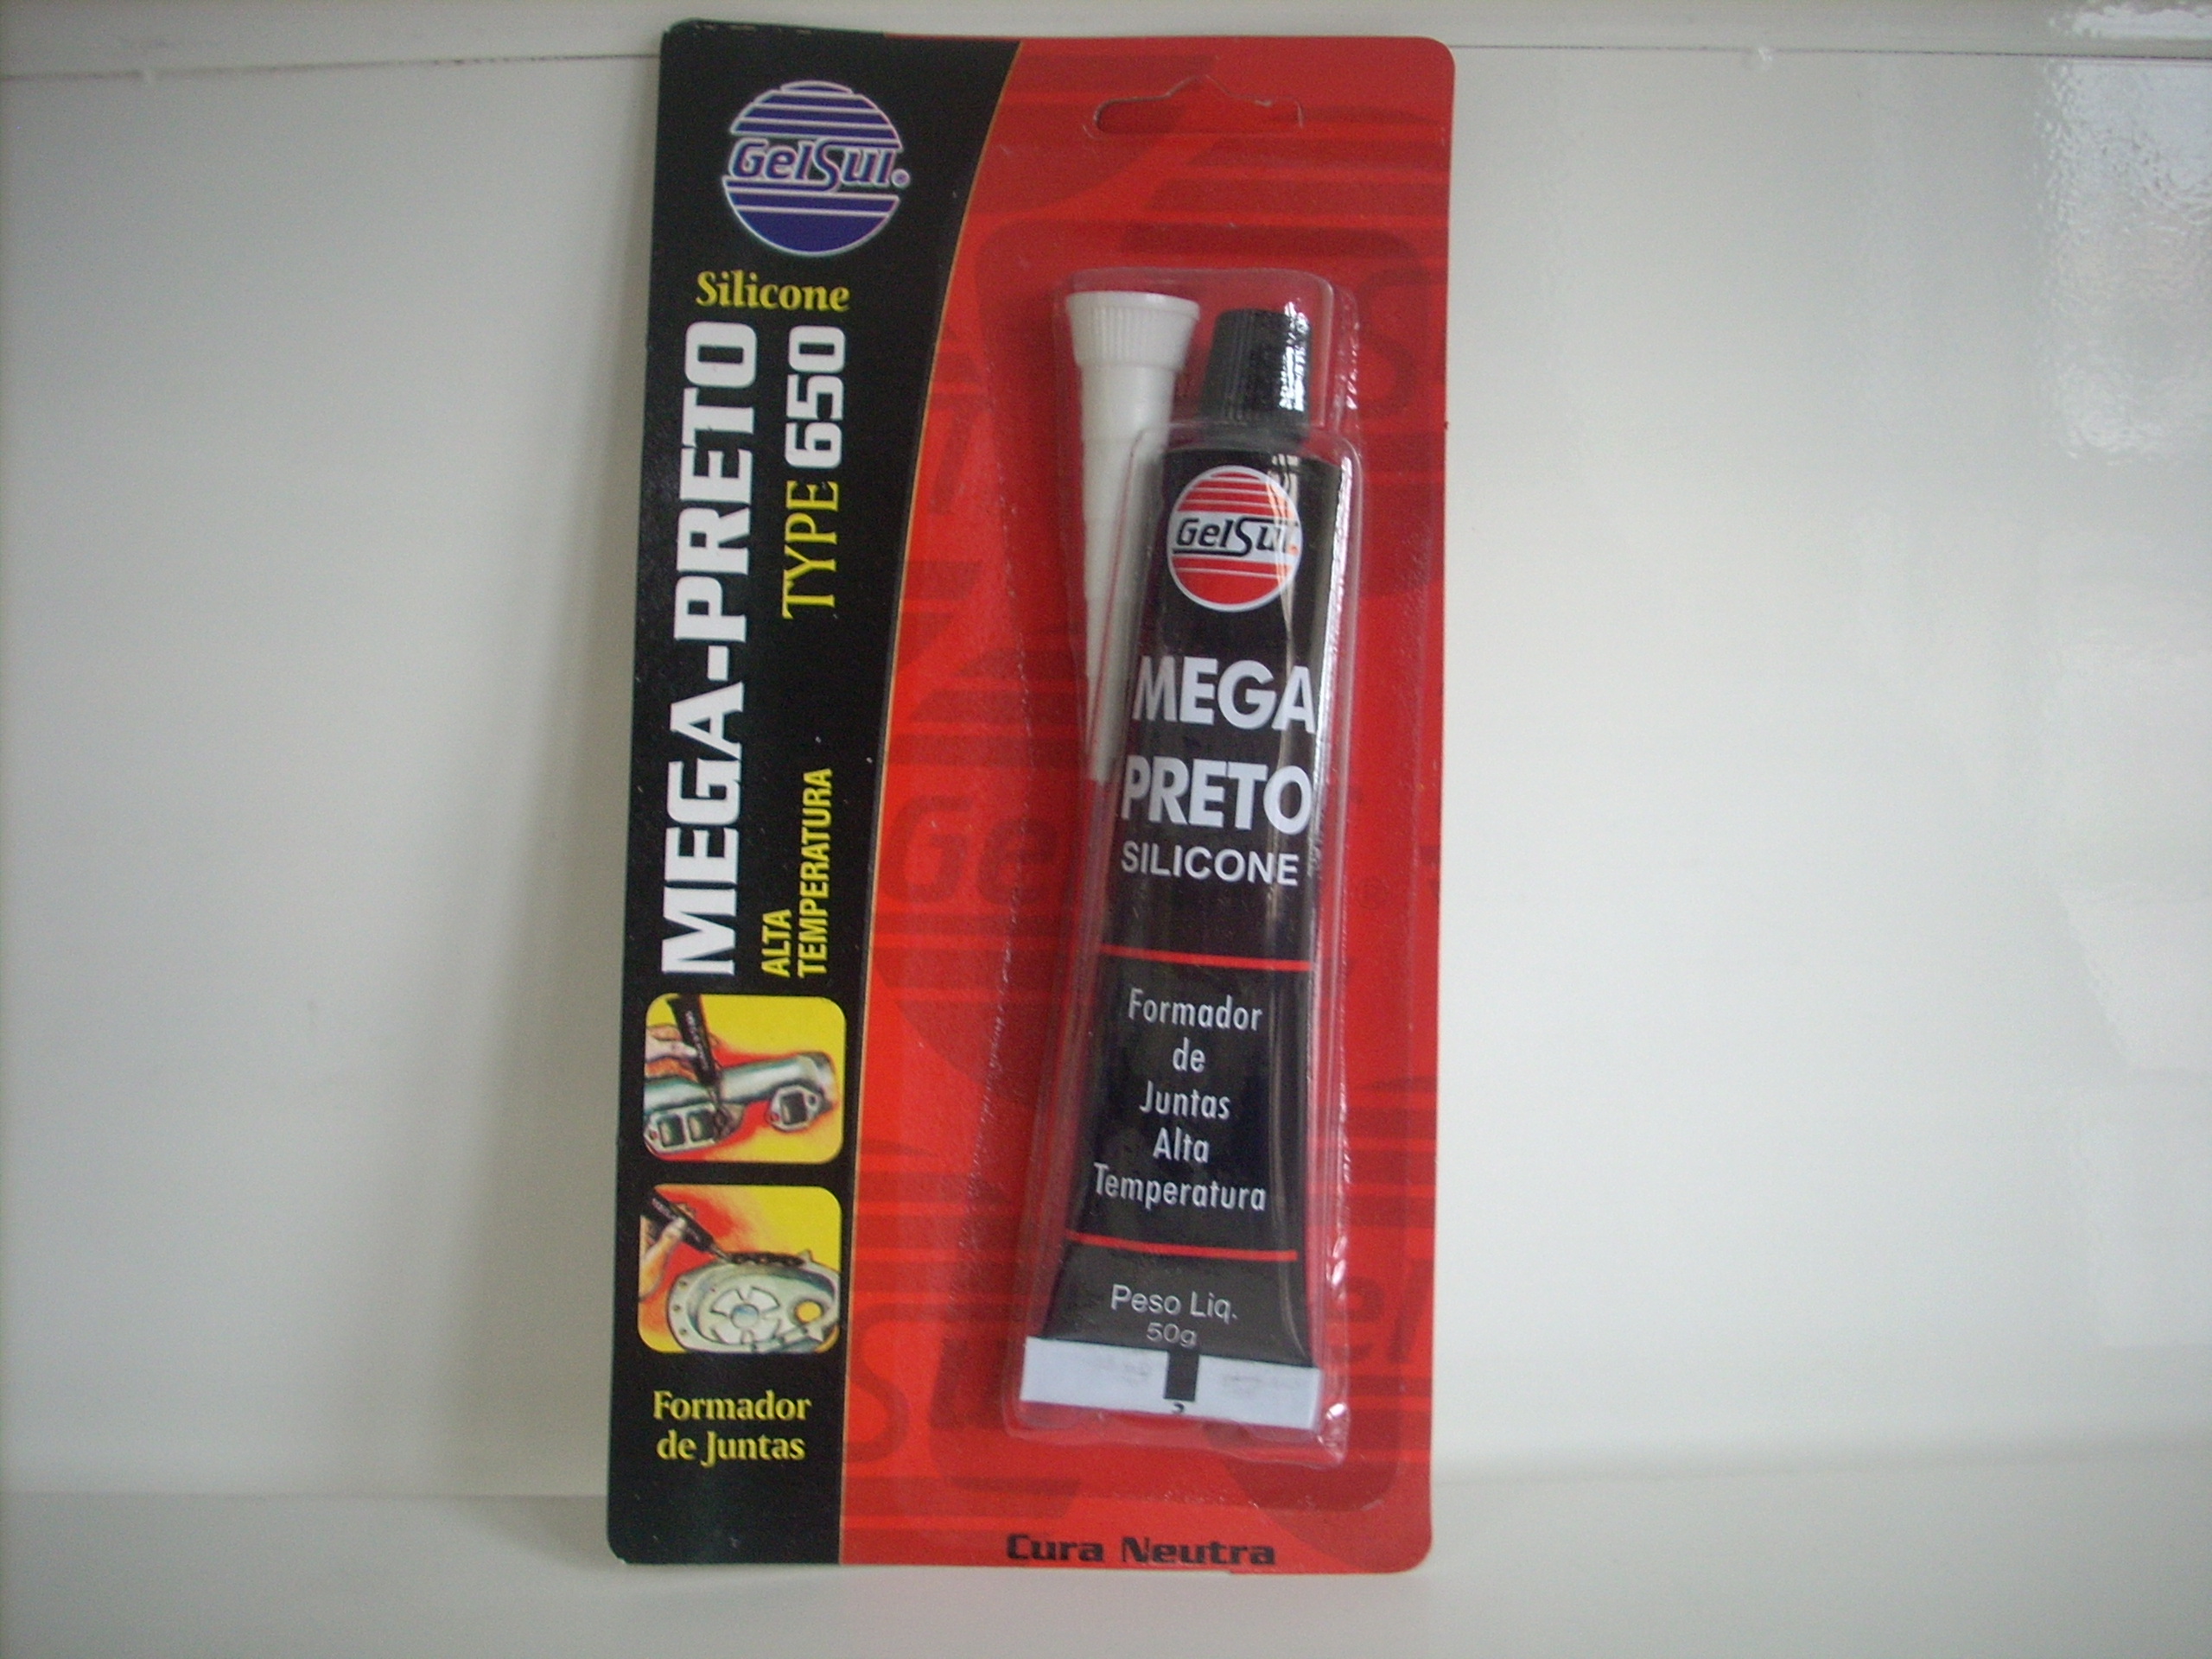 GelSul®
Silicone
MEGA-PRETO
TYPE 650
ALTA
TEMPERATURA
Formador
de Juntas
GelSul
MEGA
PRETO
SILICONE
Formador
de
Juntas
Alta
Temperatura
Peso Liq.
50g
Cura Neutra